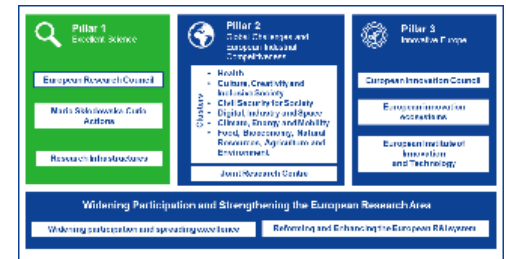 Pillar 1
Excellent Science
European Research Council
Marie Sklodowska-Curie
Actions
Research Infrastructures
Pillar 2
Global Challenges and
European Industrial
Competitiveness
Clusters
• Health
• Culture, Creativity and
Inclusive Society
• Civil Security for Society
• Digital, Industry and Space
• Climate, Energy and Mobility
• Food, Bioeconomy, Natural
Resources, Agriculture and
Environment
Joint Research Centre
Pillar 3
Innovative Europe
European Innovation Council
European innovation
ecosystems
European Institute of
Innovation
and Technology
Widening Participation and Strengthening the European Research Area
Widening participation and spreading excellence
Reforming and Enhancing the European R&I system